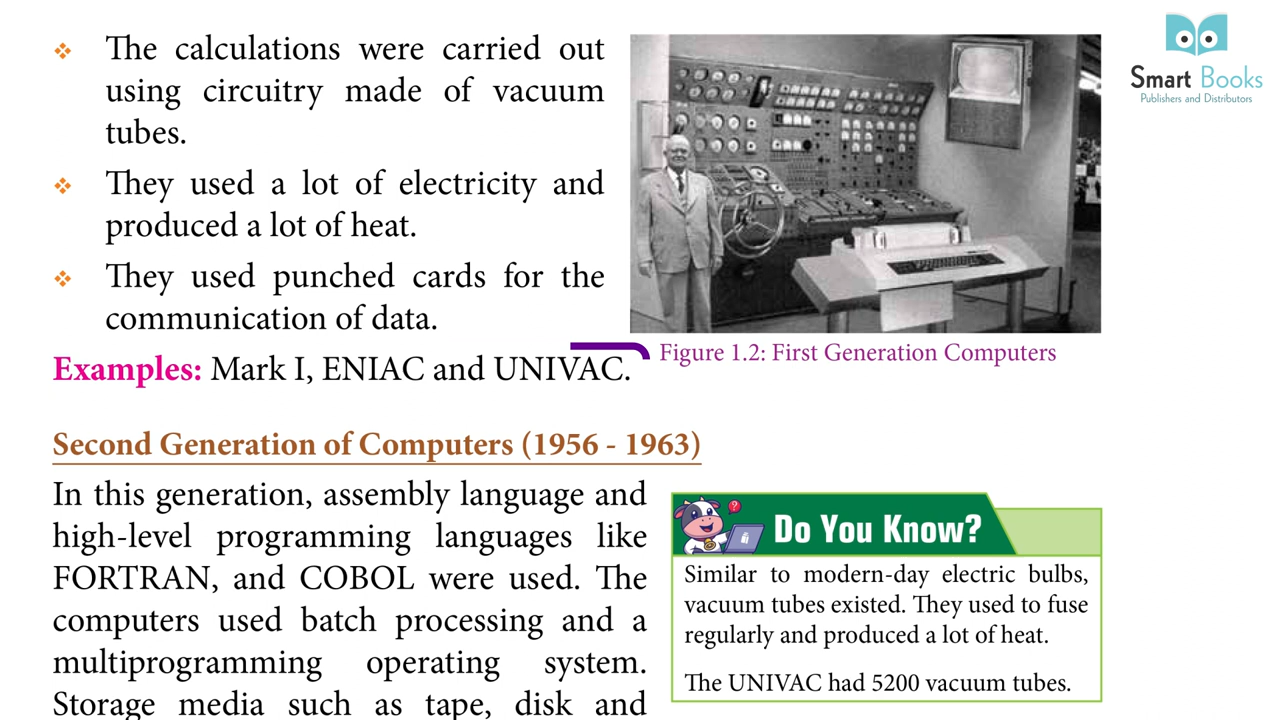 The calculations were carried out
using circuitry made of vacuum
tubes.
They used a lot of electricity and
produced a lot of heat.
They used punched cards for the
communication of data.
Examples: Mark I, ENIAC and UNIVAC.
Figure 1.2: First Generation Computers
Smart Books
Publishers and Distributors
Second Generation of Computers (1956 - 1963)
In this generation, assembly language and
high-level programming languages like
FORTRAN, and COBOL were used. The
computers used batch processing and a
multiprogramming operating system.
Storage media such as tape, disk and
Do You Know?
Similar to modern-day electric bulbs,
vacuum tubes existed. They used to fuse
regularly and produced a lot of heat.
The UNIVAC had 5200 vacuum tubes.